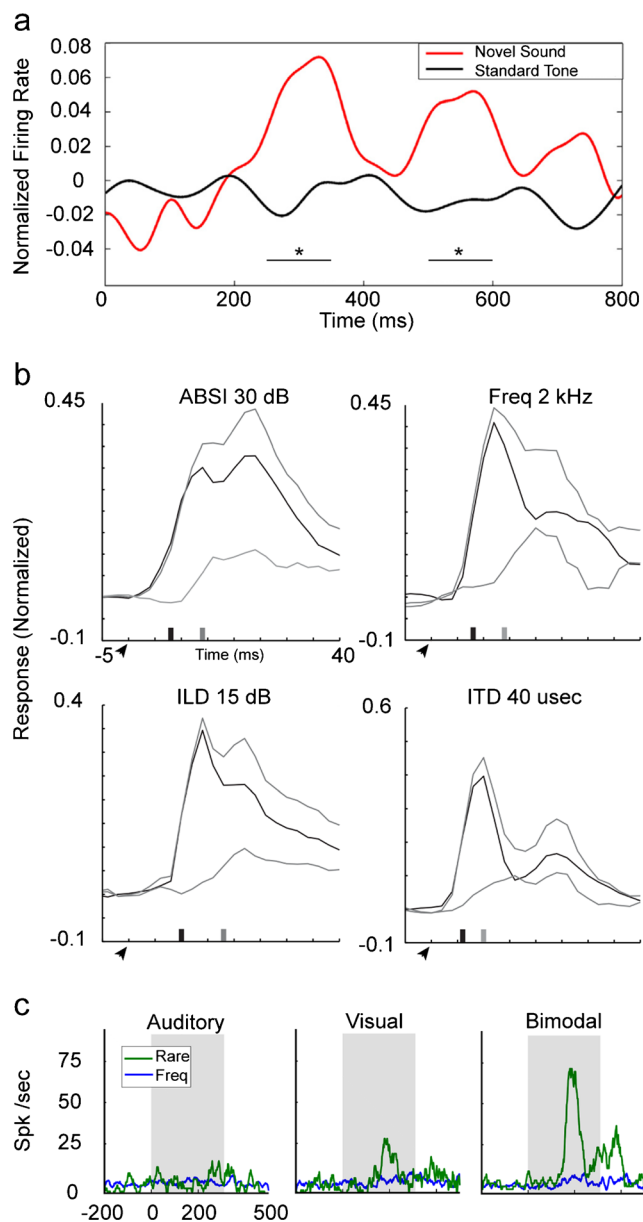 a
Normalized Firing Rate
0.08
0.06
0.04
0.02
0
-0.02
-0.04
Novel Sound
Standard Tone
*
*
0
200
400
600
800
Time (ms)
b
Response (Normalized)
ABSI 30 dB
0.45
-0.1
-5
Time (ms)
40
Freq 2 kHz
0.45
-0.1
ILD 15 dB
0.4
-0.1
ITD 40 usec
0.6
-0.1
c
Auditory
Visual
Bimodal
Spk /sec
75
50
25
0
Rare
Freq
-200
0
200
500